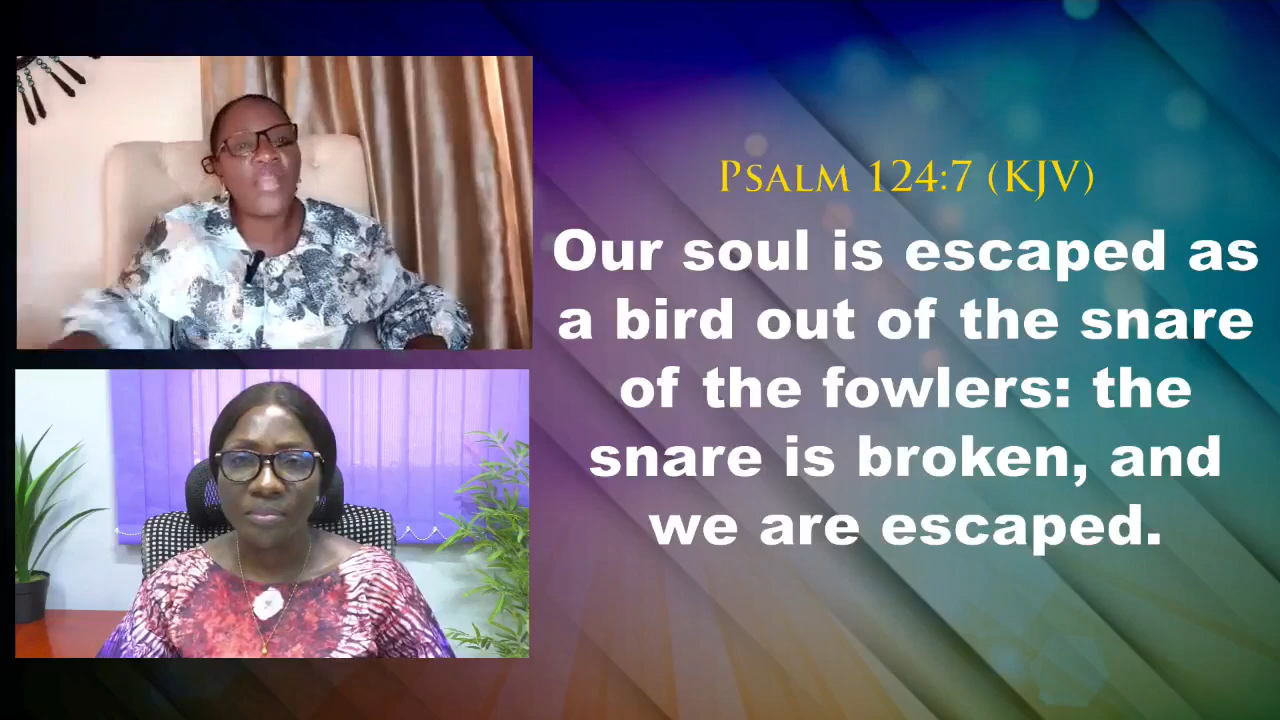 Psalm 124:7 (KJV)
Our soul is escaped as
a bird out of the snare
of the fowlers: the
snare is broken, and
we are escaped.